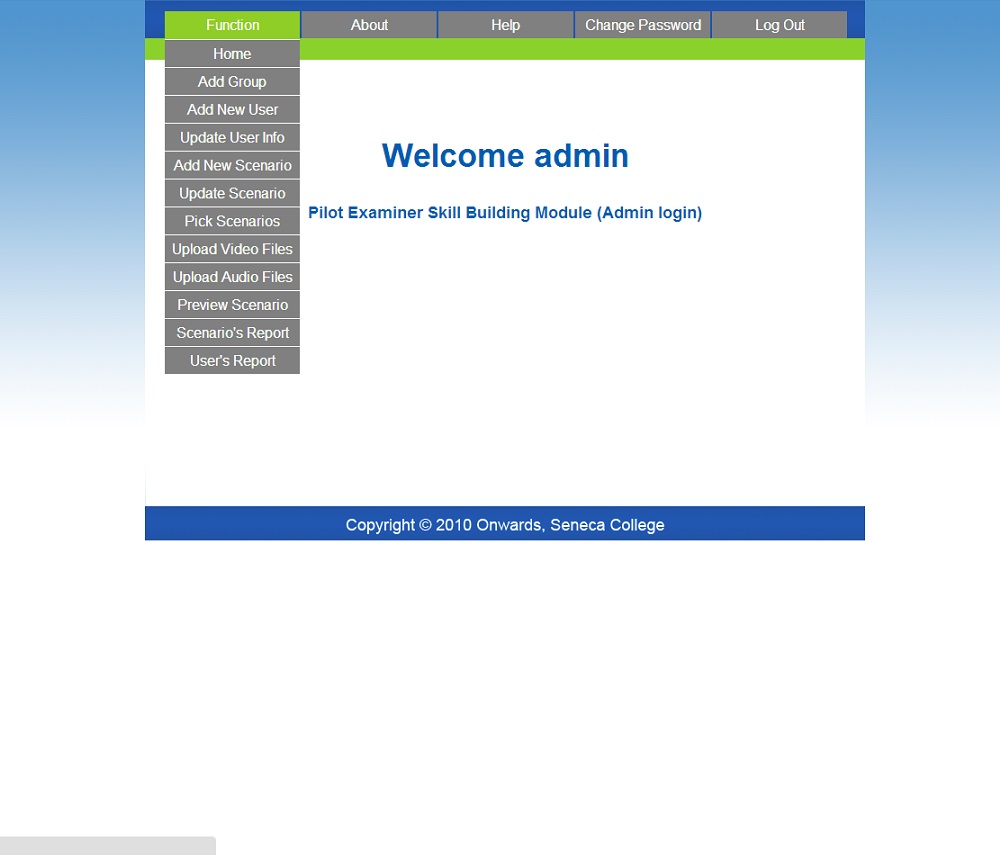 Function About Help Change Password Log Out
Home
Add Group
Add New User
Update User Info
Add New Scenario
Update Scenario
Pick Scenarios
Upload Video Files
Upload Audio Files
Preview Scenario
Scenario's Report
User's Report
Welcome admin
Pilot Examiner Skill Building Module (Admin login)
Copyright © 2010 Onwards, Seneca College